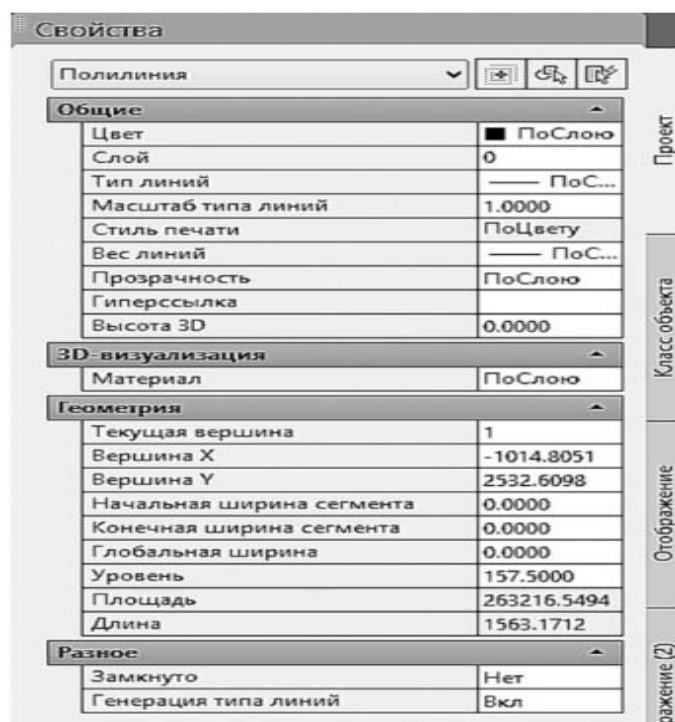 Свойства
Полилиния
Общие
Цвет ПоСлою
Слой 0
Тип линий ПоС...
Масштаб типа линий 1.0000
Стиль печати ПоЦвету
Вес линий ПоС...
Прозрачность ПоСлою
Гиперссылка
Высота 3D 0.0000
3D-визуализация
Материал ПоСлою
Геометрия
Текущая вершина 1
Вершина X -1014.8051
Вершина Y 2532.6098
Начальная ширина сегмента 0.0000
Конечная ширина сегмента 0.0000
Глобальная ширина 0.0000
Уровень 157.5000
Площадь 263216.5494
Длина 1563.1712
Разное
Замкнуто Нет
Генерация типа линий Вкл
Проект
Класс объекта
Отображение
ражение (2)